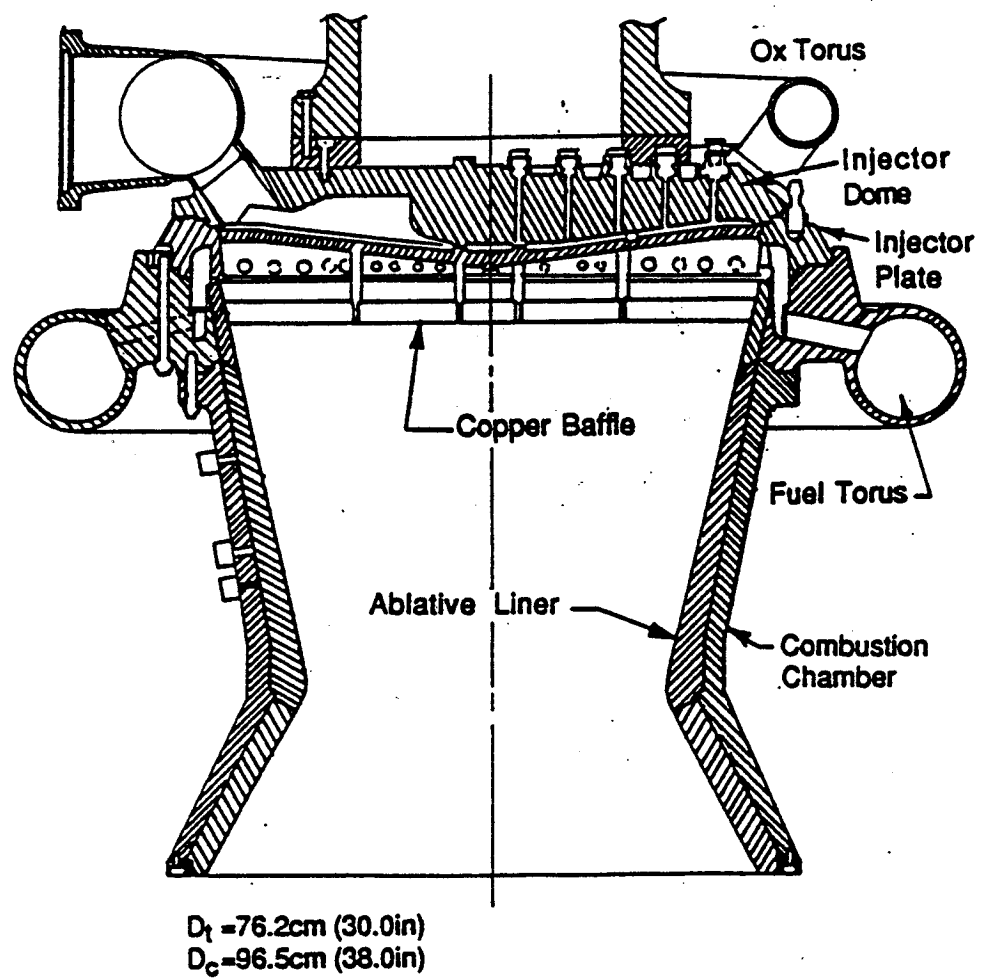 Ox Torus
Injector
Dome
Injector
Plate
Copper Baffle
Fuel Torus
Ablative Liner
Combustion
Chamber
Dt =76.2cm (30.0in)
Dc=96.5cm (38.0in)